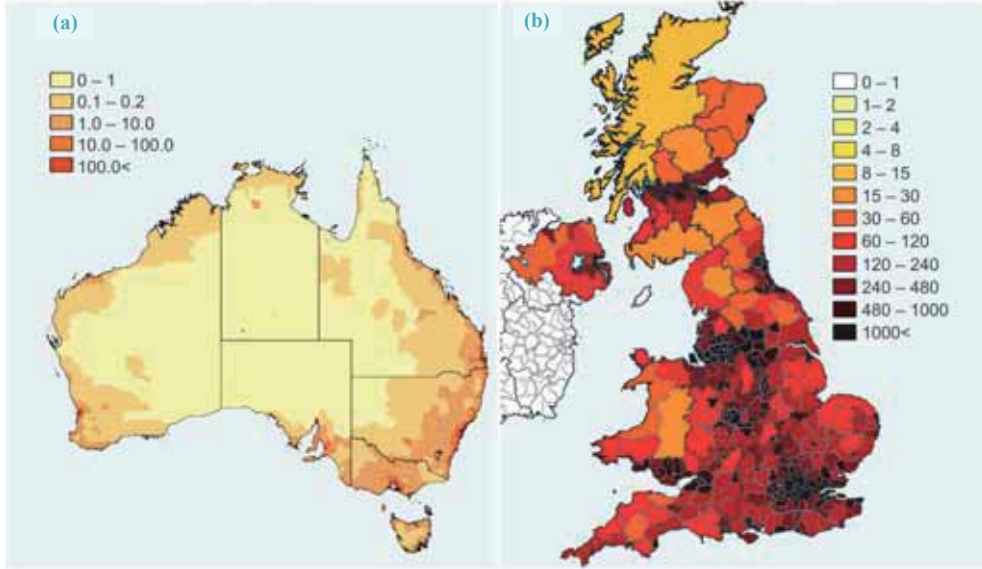 (a)
0 – 1
0.1 – 0.2
1.0 – 10.0
10.0 – 100.0
100.0<
(b)
0 – 1
1– 2
2 – 4
4 – 8
8 – 15
15 – 30
30 – 60
60 – 120
120 – 240
240 – 480
480 – 1000
1000<